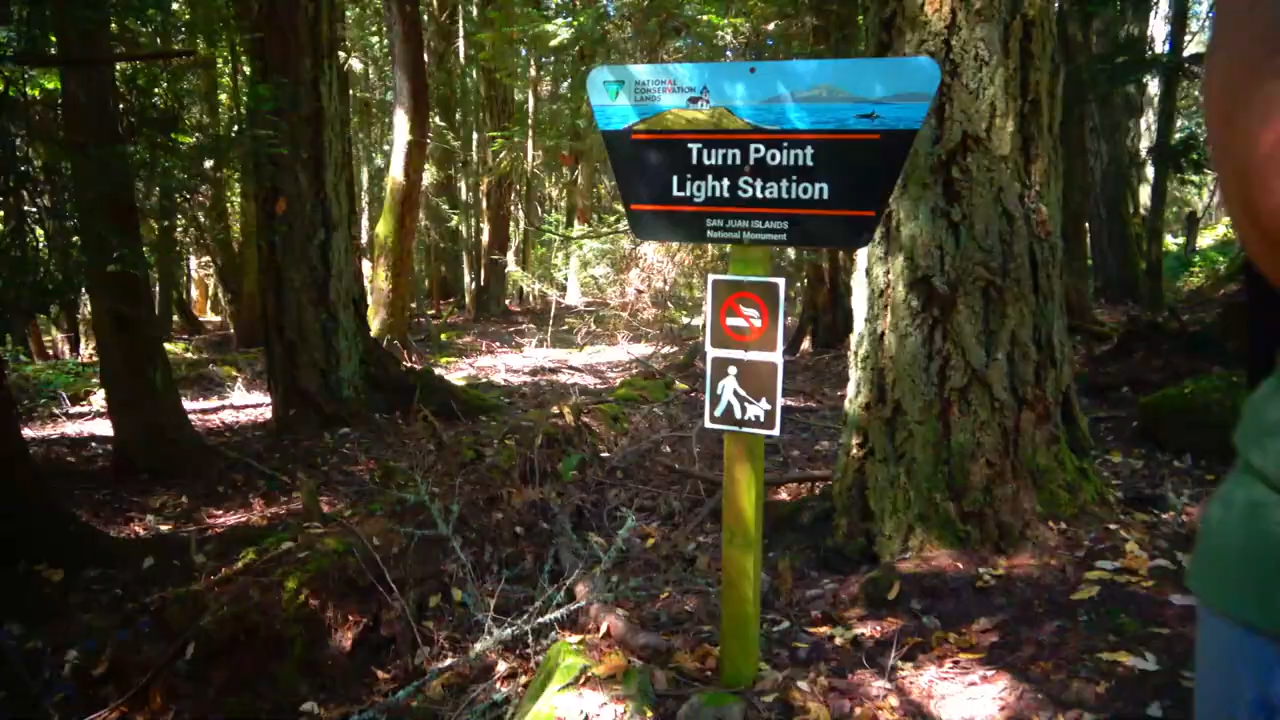 NATIONAL
CONSERVATION
LANDS
Turn Point
Light Station
SAN JUAN ISLANDS
National Monument